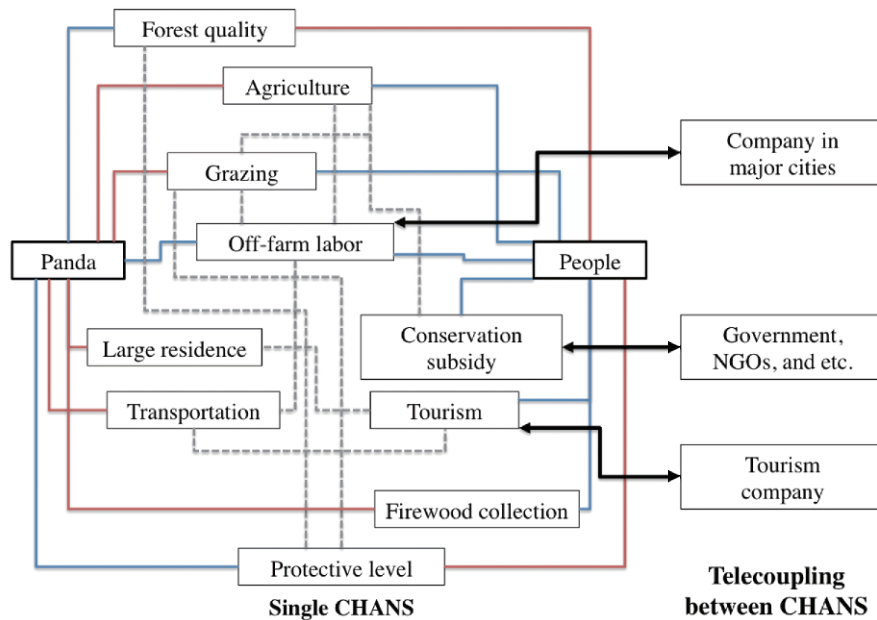 Forest quality
Agriculture
Company in
major cities
Grazing
Off-farm labor
Panda
People
Large residence
Conservation
subsidy
Government,
NGOs, and etc.
Transportation
Tourism
Tourism
company
Firewood collection
Protective level
Single CHANS
Telecoupling
between CHANS